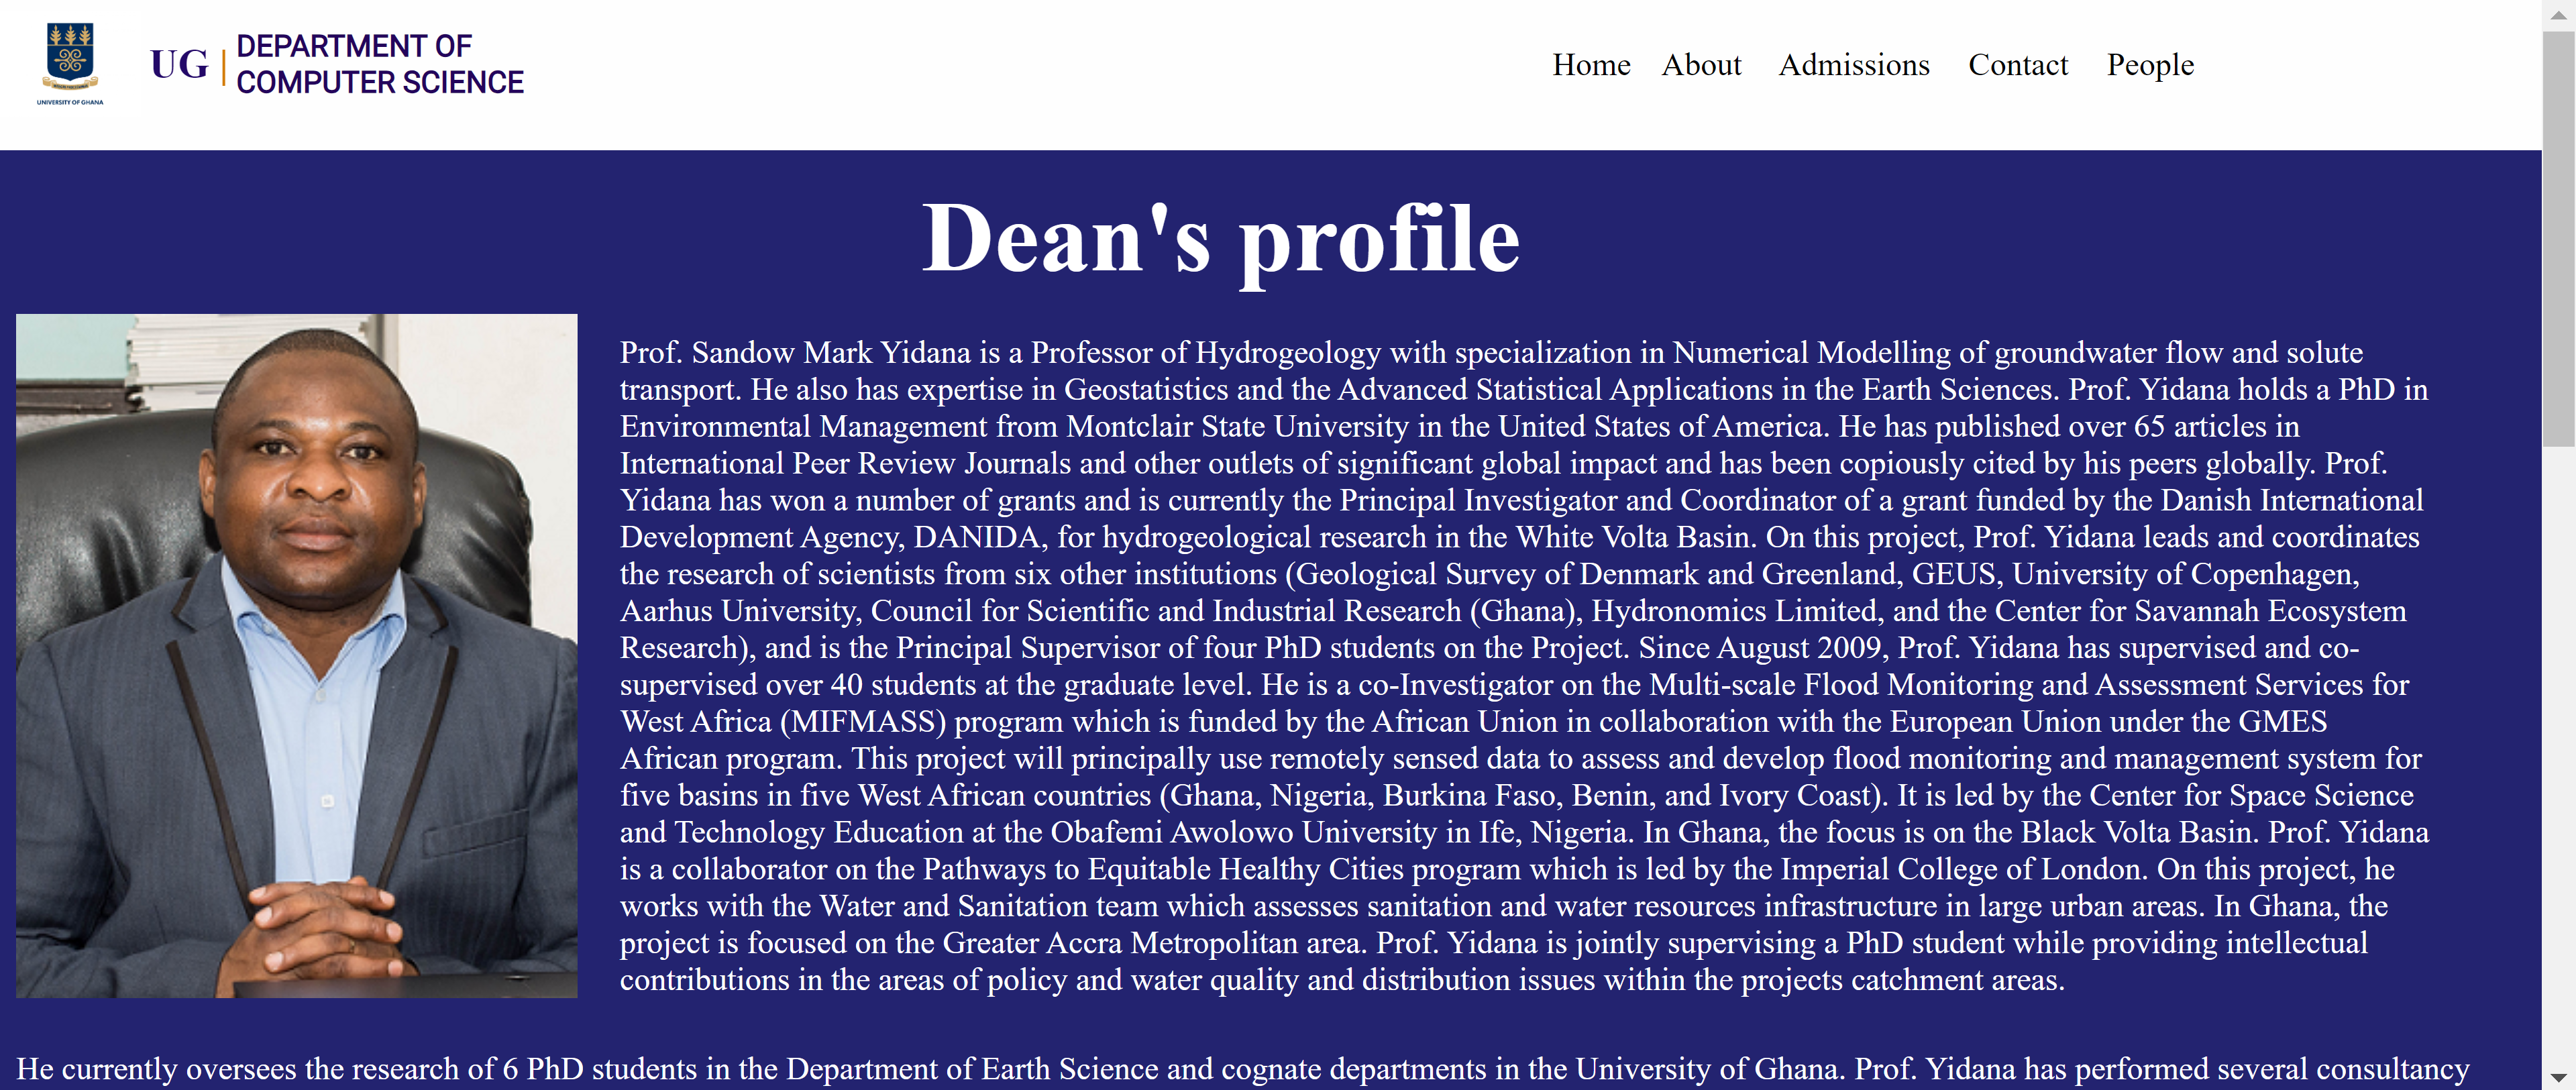 UNIVERSITY OF GHANA
UG
DEPARTMENT OF
COMPUTER SCIENCE
Home About Admissions Contact People
Dean's profile
Prof. Sandow Mark Yidana is a Professor of Hydrogeology with specialization in Numerical Modelling of groundwater flow and solute
transport. He also has expertise in Geostatistics and the Advanced Statistical Applications in the Earth Sciences. Prof. Yidana holds a PhD in
Environmental Management from Montclair State University in the United States of America. He has published over 65 articles in
International Peer Review Journals and other outlets of significant global impact and has been copiously cited by his peers globally. Prof.
Yidana has won a number of grants and is currently the Principal Investigator and Coordinator of a grant funded by the Danish International
Development Agency, DANIDA, for hydrogeological research in the White Volta Basin. On this project, Prof. Yidana leads and coordinates
the research of scientists from six other institutions (Geological Survey of Denmark and Greenland, GEUS, University of Copenhagen,
Aarhus University, Council for Scientific and Industrial Research (Ghana), Hydronomics Limited, and the Center for Savannah Ecosystem
Research), and is the Principal Supervisor of four PhD students on the Project. Since August 2009, Prof. Yidana has supervised and co-
supervised over 40 students at the graduate level. He is a co-Investigator on the Multi-scale Flood Monitoring and Assessment Services for
West Africa (MIFMASS) program which is funded by the African Union in collaboration with the European Union under the GMES
African program. This project will principally use remotely sensed data to assess and develop flood monitoring and management system for
five basins in five West African countries (Ghana, Nigeria, Burkina Faso, Benin, and Ivory Coast). It is led by the Center for Space Science
and Technology Education at the Obafemi Awolowo University in Ife, Nigeria. In Ghana, the focus is on the Black Volta Basin. Prof. Yidana
is a collaborator on the Pathways to Equitable Healthy Cities program which is led by the Imperial College of London. On this project, he
works with the Water and Sanitation team which assesses sanitation and water resources infrastructure in large urban areas. In Ghana, the
project is focused on the Greater Accra Metropolitan area. Prof. Yidana is jointly supervising a PhD student while providing intellectual
contributions in the areas of policy and water quality and distribution issues within the projects catchment areas.
He currently oversees the research of 6 PhD students in the Department of Earth Science and cognate departments in the University of Ghana. Prof. Yidana has performed several consultancy